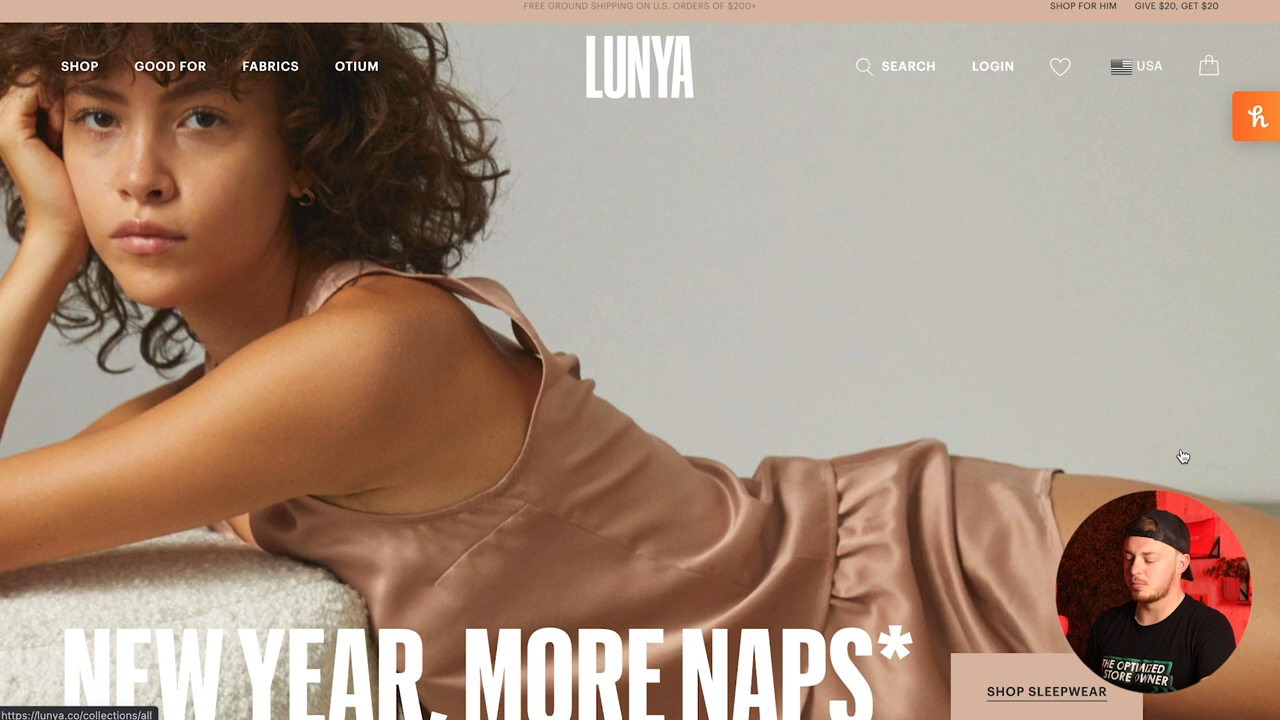 FREE GROUND SHIPPING ON U.S. ORDERS OF $200+
SHOP FOR HIM GIVE $20, GET $20
SHOP GOOD FOR FABRICS OTIUM
LUNYA
SEARCH LOGIN USA
NEW YEAR, MORE NAPS*
SHOP SLEEPWEAR
THE OPTIMIZED
STORE OWNER
https://lunya.co/collections/all